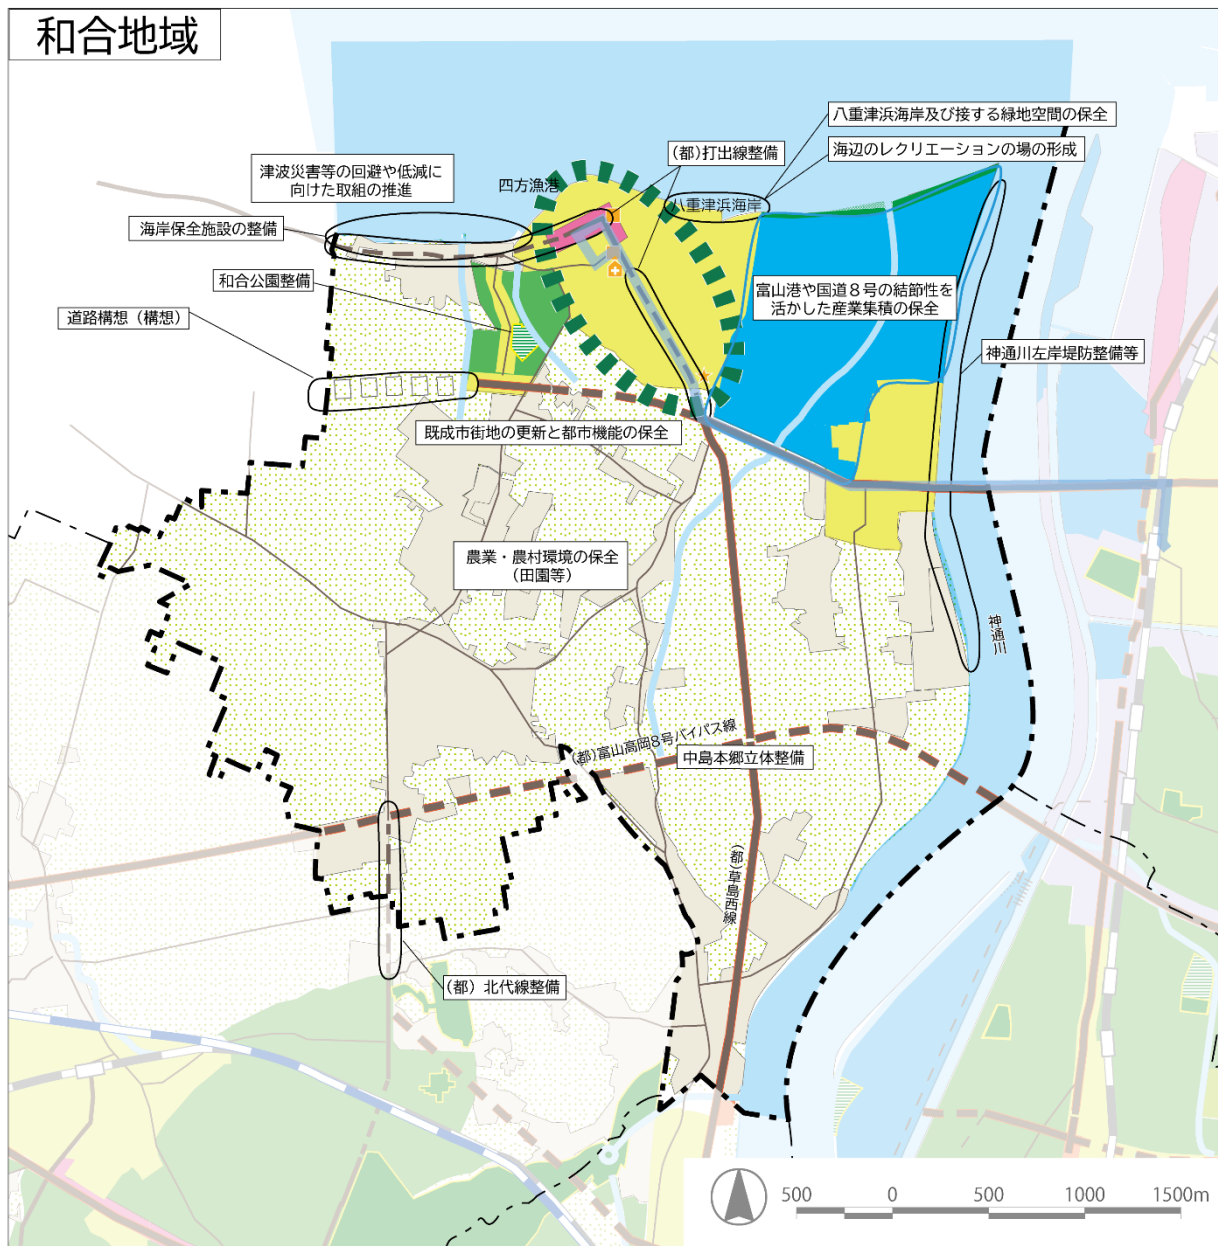 和合地域
八重津浜海岸及び接する緑地空間の保全
(都)打出線整備
海辺のレクリエーションの場の形成
津波災害等の回避や低減に
向けた取組の推進
四方漁港
八重津浜海岸
海岸保全施設の整備
和合公園整備
富山港や国道8号の結節性を
活かした産業集積の保全
道路構想（構想）
神通川左岸堤防整備等
既成市街地の更新と都市機能の保全
農業・農村環境の保全
（田園等）
神通川
(都)富山高岡8号バイパス線
中島本郷立体整備
(都)草島西線
（都）北代線整備
500 0 500 1000 1500m